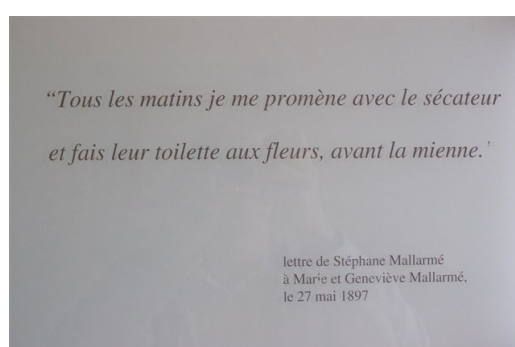 “Tous les matins je me promène avec le sécateur
et fais leur toilette aux fleurs, avant la mienne.'
lettre de Stéphane Mallarmé
à Marie et Geneviève Mallarmé,
le 27 mai 1897